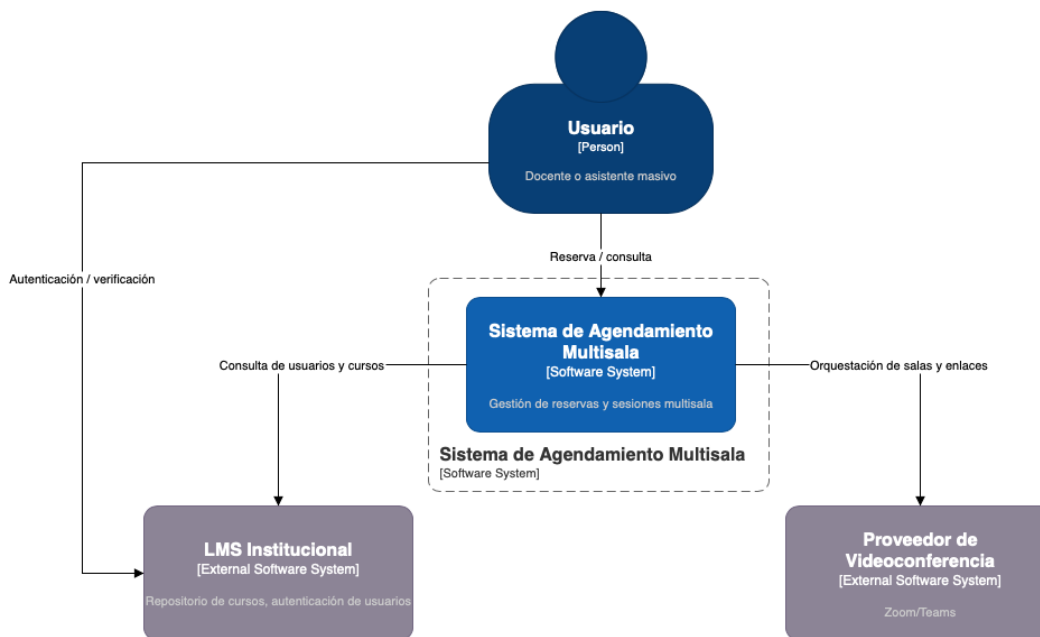 Usuario
[Person]
Docente o asistente masivo
Reserva / consulta
Autenticación / verificación
Sistema de Agendamiento
Multisala
[Software System]
Gestión de reservas y sesiones multisala
Consulta de usuarios y cursos
Orquestación de salas y enlaces
Sistema de Agendamiento Multisala
[Software System]
LMS Institucional
[External Software System]
Repositorio de cursos, autenticación de usuarios
Proveedor de
Videoconferencia
[External Software System]
Zoom/Teams